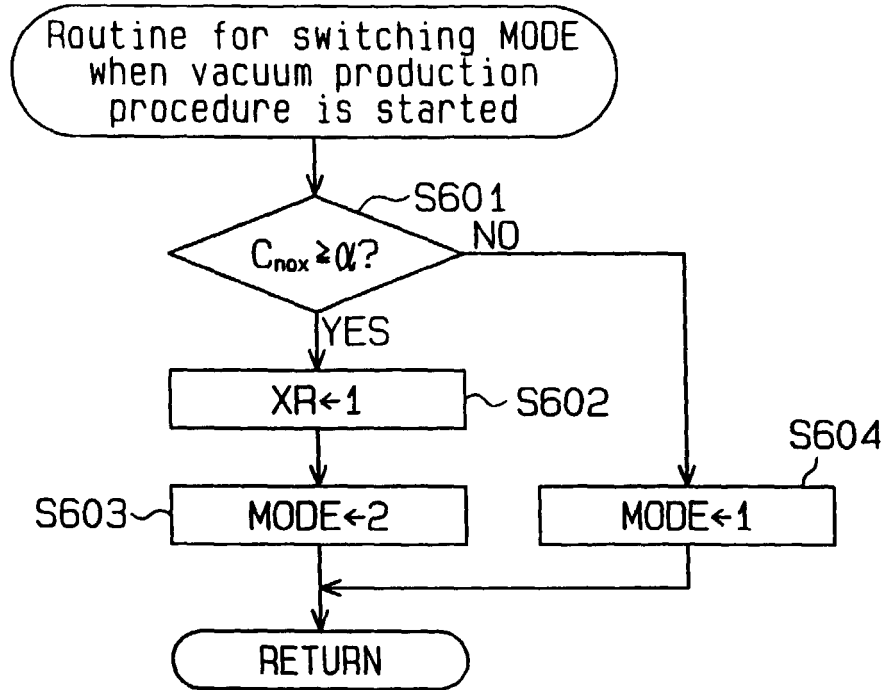 Routine for switching MODE
when vacuum production
procedure is started
S601
Cnox≧α?
NO
YES
XR←1
S602
S604
S603
MODE←2
MODE←1
RETURN